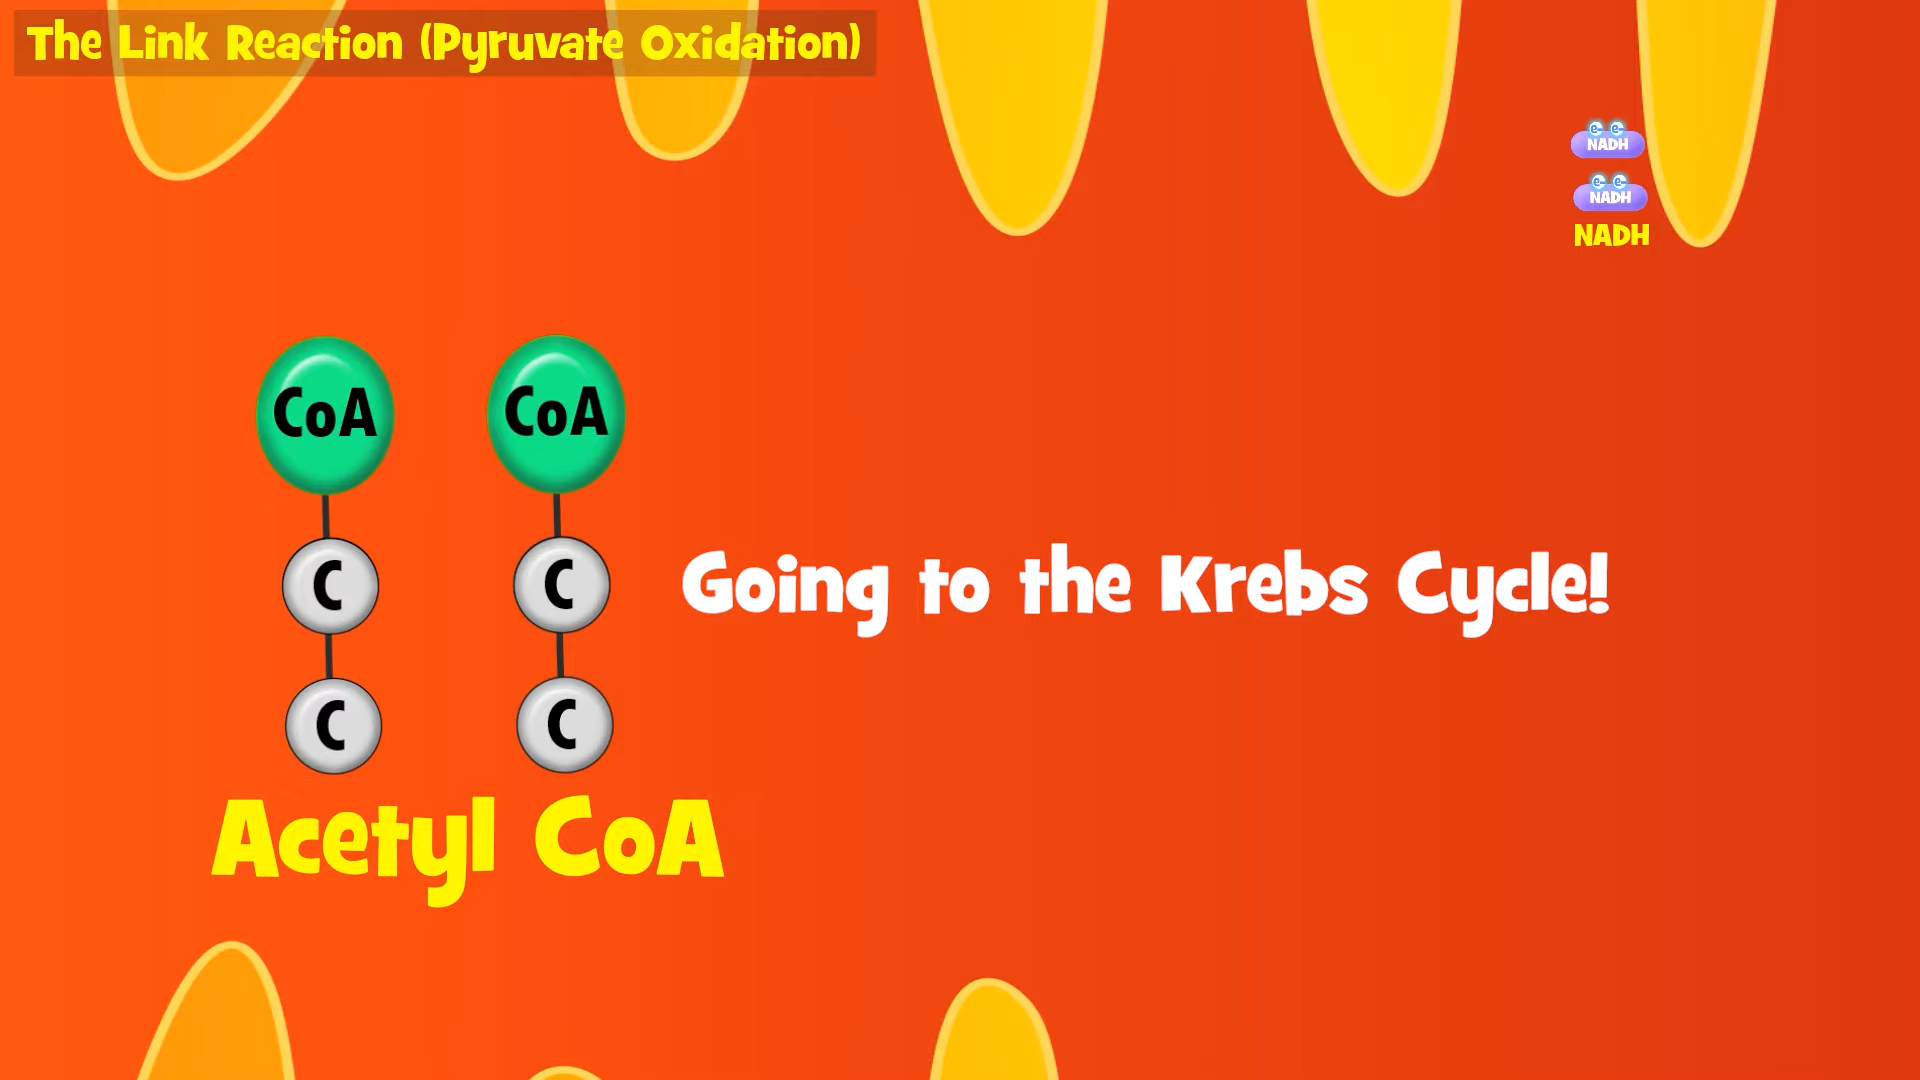 The Link Reaction (Pyruvate Oxidation)
e- e-
NADH
e- e-
NADH
NADH
CoA CoA
C C
Going to the Krebs Cycle!
C C
Acetyl CoA